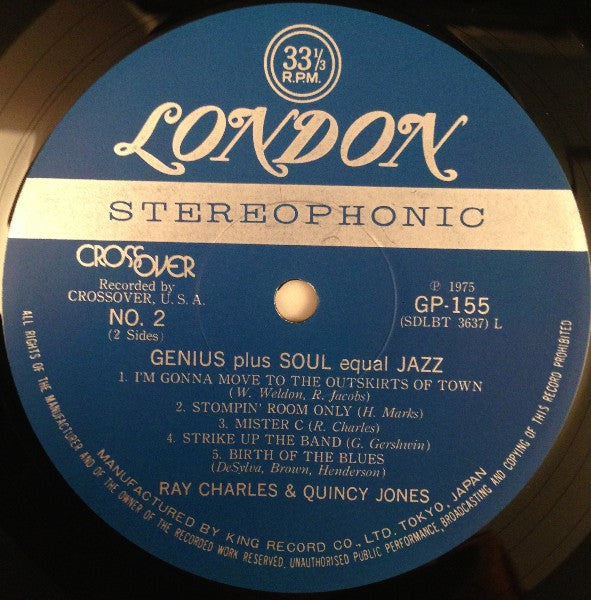 33⅓
R.P.M.
LONDON
STEREOPHONIC
CROSSOVER
Recorded by
CROSSOVER, U. S. A.
NO. 2
(2 Sides)
℗ 1975
GP-155
(SDLBT 3637) L
GENIUS plus SOUL equal JAZZ
1. I'M GONNA MOVE TO THE OUTSKIRTS OF TOWN
(W. Weldon, R. Jacobs)
2. STOMPIN' ROOM ONLY (H. Marks)
3. MISTER C (R. Charles)
4. STRIKE UP THE BAND (G. Gershwin)
5. BIRTH OF THE BLUES
(DeSylva, Brown, Henderson)
RAY CHARLES & QUINCY JONES
MANUFACTURED BY KING RECORD CO., LTD. TOKYO, JAPAN
ALL RIGHTS OF THE MANUFACTURER AND OF THE OWNER OF THE RECORDED WORK RESERVED. UNAUTHORISED PUBLIC PERFORMANCE, BROADCASTING AND COPYING OF THIS RECORD PROHIBITED